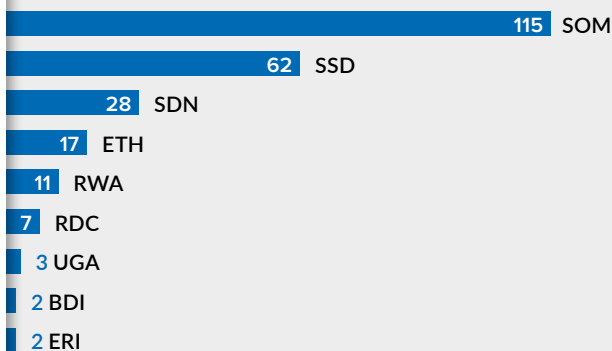 115 SOM
62 SSD
28 SDN
17 ETH
11 RWA
7 RDC
3 UGA
2 BDI
2 ERI